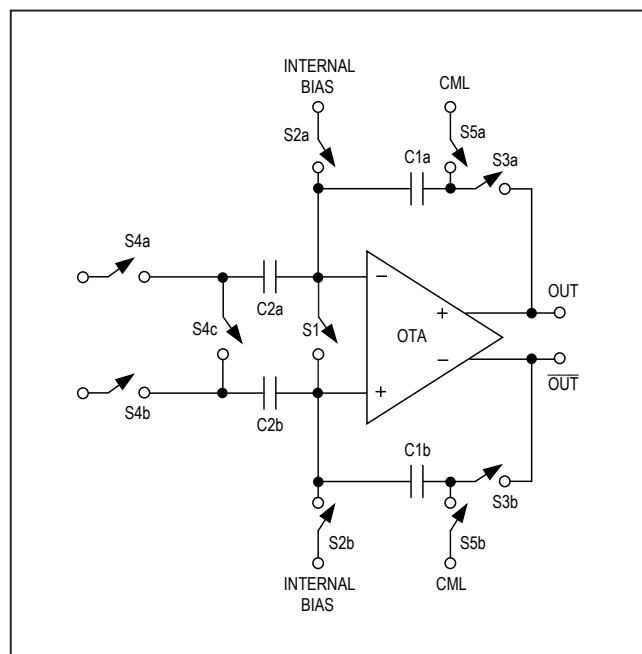 INTERNAL
BIAS
CML
S2a
S5a
C1a
S3a
S4a
C2a
S4c
S1
−
+
OTA
−
+
OUT
OUT
S4b
C2b
C1b
S3b
S2b
S5b
INTERNAL
BIAS
CML